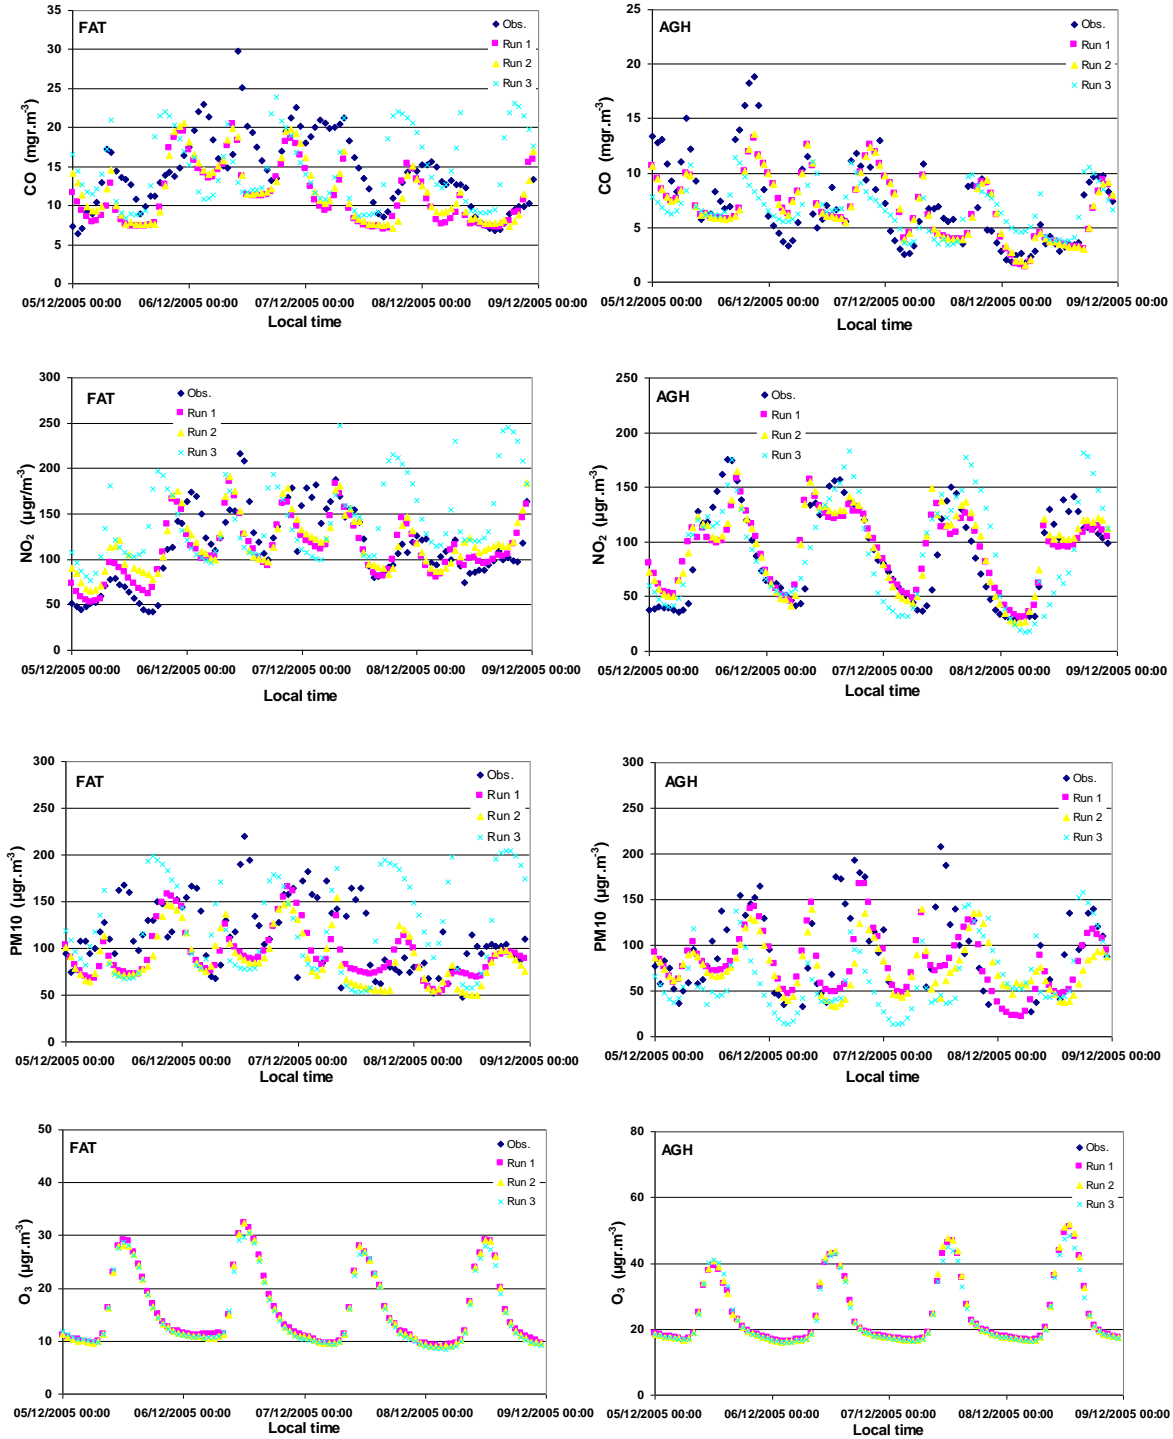 FAT
CO (mgr.m-3)
35
30
25
20
15
10
5
0
Obs.
Run 1
Run 2
Run 3
05/12/2005 00:00 06/12/2005 00:00 07/12/2005 00:00 08/12/2005 00:00 09/12/2005 00:00
Local time
AGH
CO (mgr.m-3)
25
20
15
10
5
0
Obs.
Run 1
Run 2
Run 3
05/12/2005 00:00 06/12/2005 00:00 07/12/2005 00:00 08/12/2005 00:00 09/12/2005 00:00
Local time
FAT
NO2 (µgr/m-3)
300
250
200
150
100
50
0
Obs.
Run 1
Run 2
Run 3
05/12/2005 00:00 06/12/2005 00:00 07/12/2005 00:00 08/12/2005 00:00 09/12/2005 00:00
Local time
AGH
NO2 (µgr.m-3)
250
200
150
100
50
0
Obs.
Run 1
Run 2
Run 3
05/12/2005 00:00 06/12/2005 00:00 07/12/2005 00:00 08/12/2005 00:00 09/12/2005 00:00
Local time
FAT
PM10 (µgr.m-3)
300
250
200
150
100
50
0
Obs.
Run 1
Run 2
Run 3
05/12/2005 00:00 06/12/2005 00:00 07/12/2005 00:00 08/12/2005 00:00 09/12/2005 00:00
Local time
AGH
PM10 (µgr.m-3)
300
250
200
150
100
50
0
Obs.
Run 1
Run 2
Run 3
05/12/2005 00:00 06/12/2005 00:00 07/12/2005 00:00 08/12/2005 00:00 09/12/2005 00:00
Local time
FAT
O3 (µgr.m-3)
50
40
30
20
10
0
Obs.
Run 1
Run 2
Run 3
05/12/2005 00:00 06/12/2005 00:00 07/12/2005 00:00 08/12/2005 00:00 09/12/2005 00:00
Local time
AGH
O3 (µgr.m-3)
80
60
40
20
0
Obs.
Run 1
Run 2
Run 3
05/12/2005 00:00 06/12/2005 00:00 07/12/2005 00:00 08/12/2005 00:00 09/12/2005 00:00
Local time